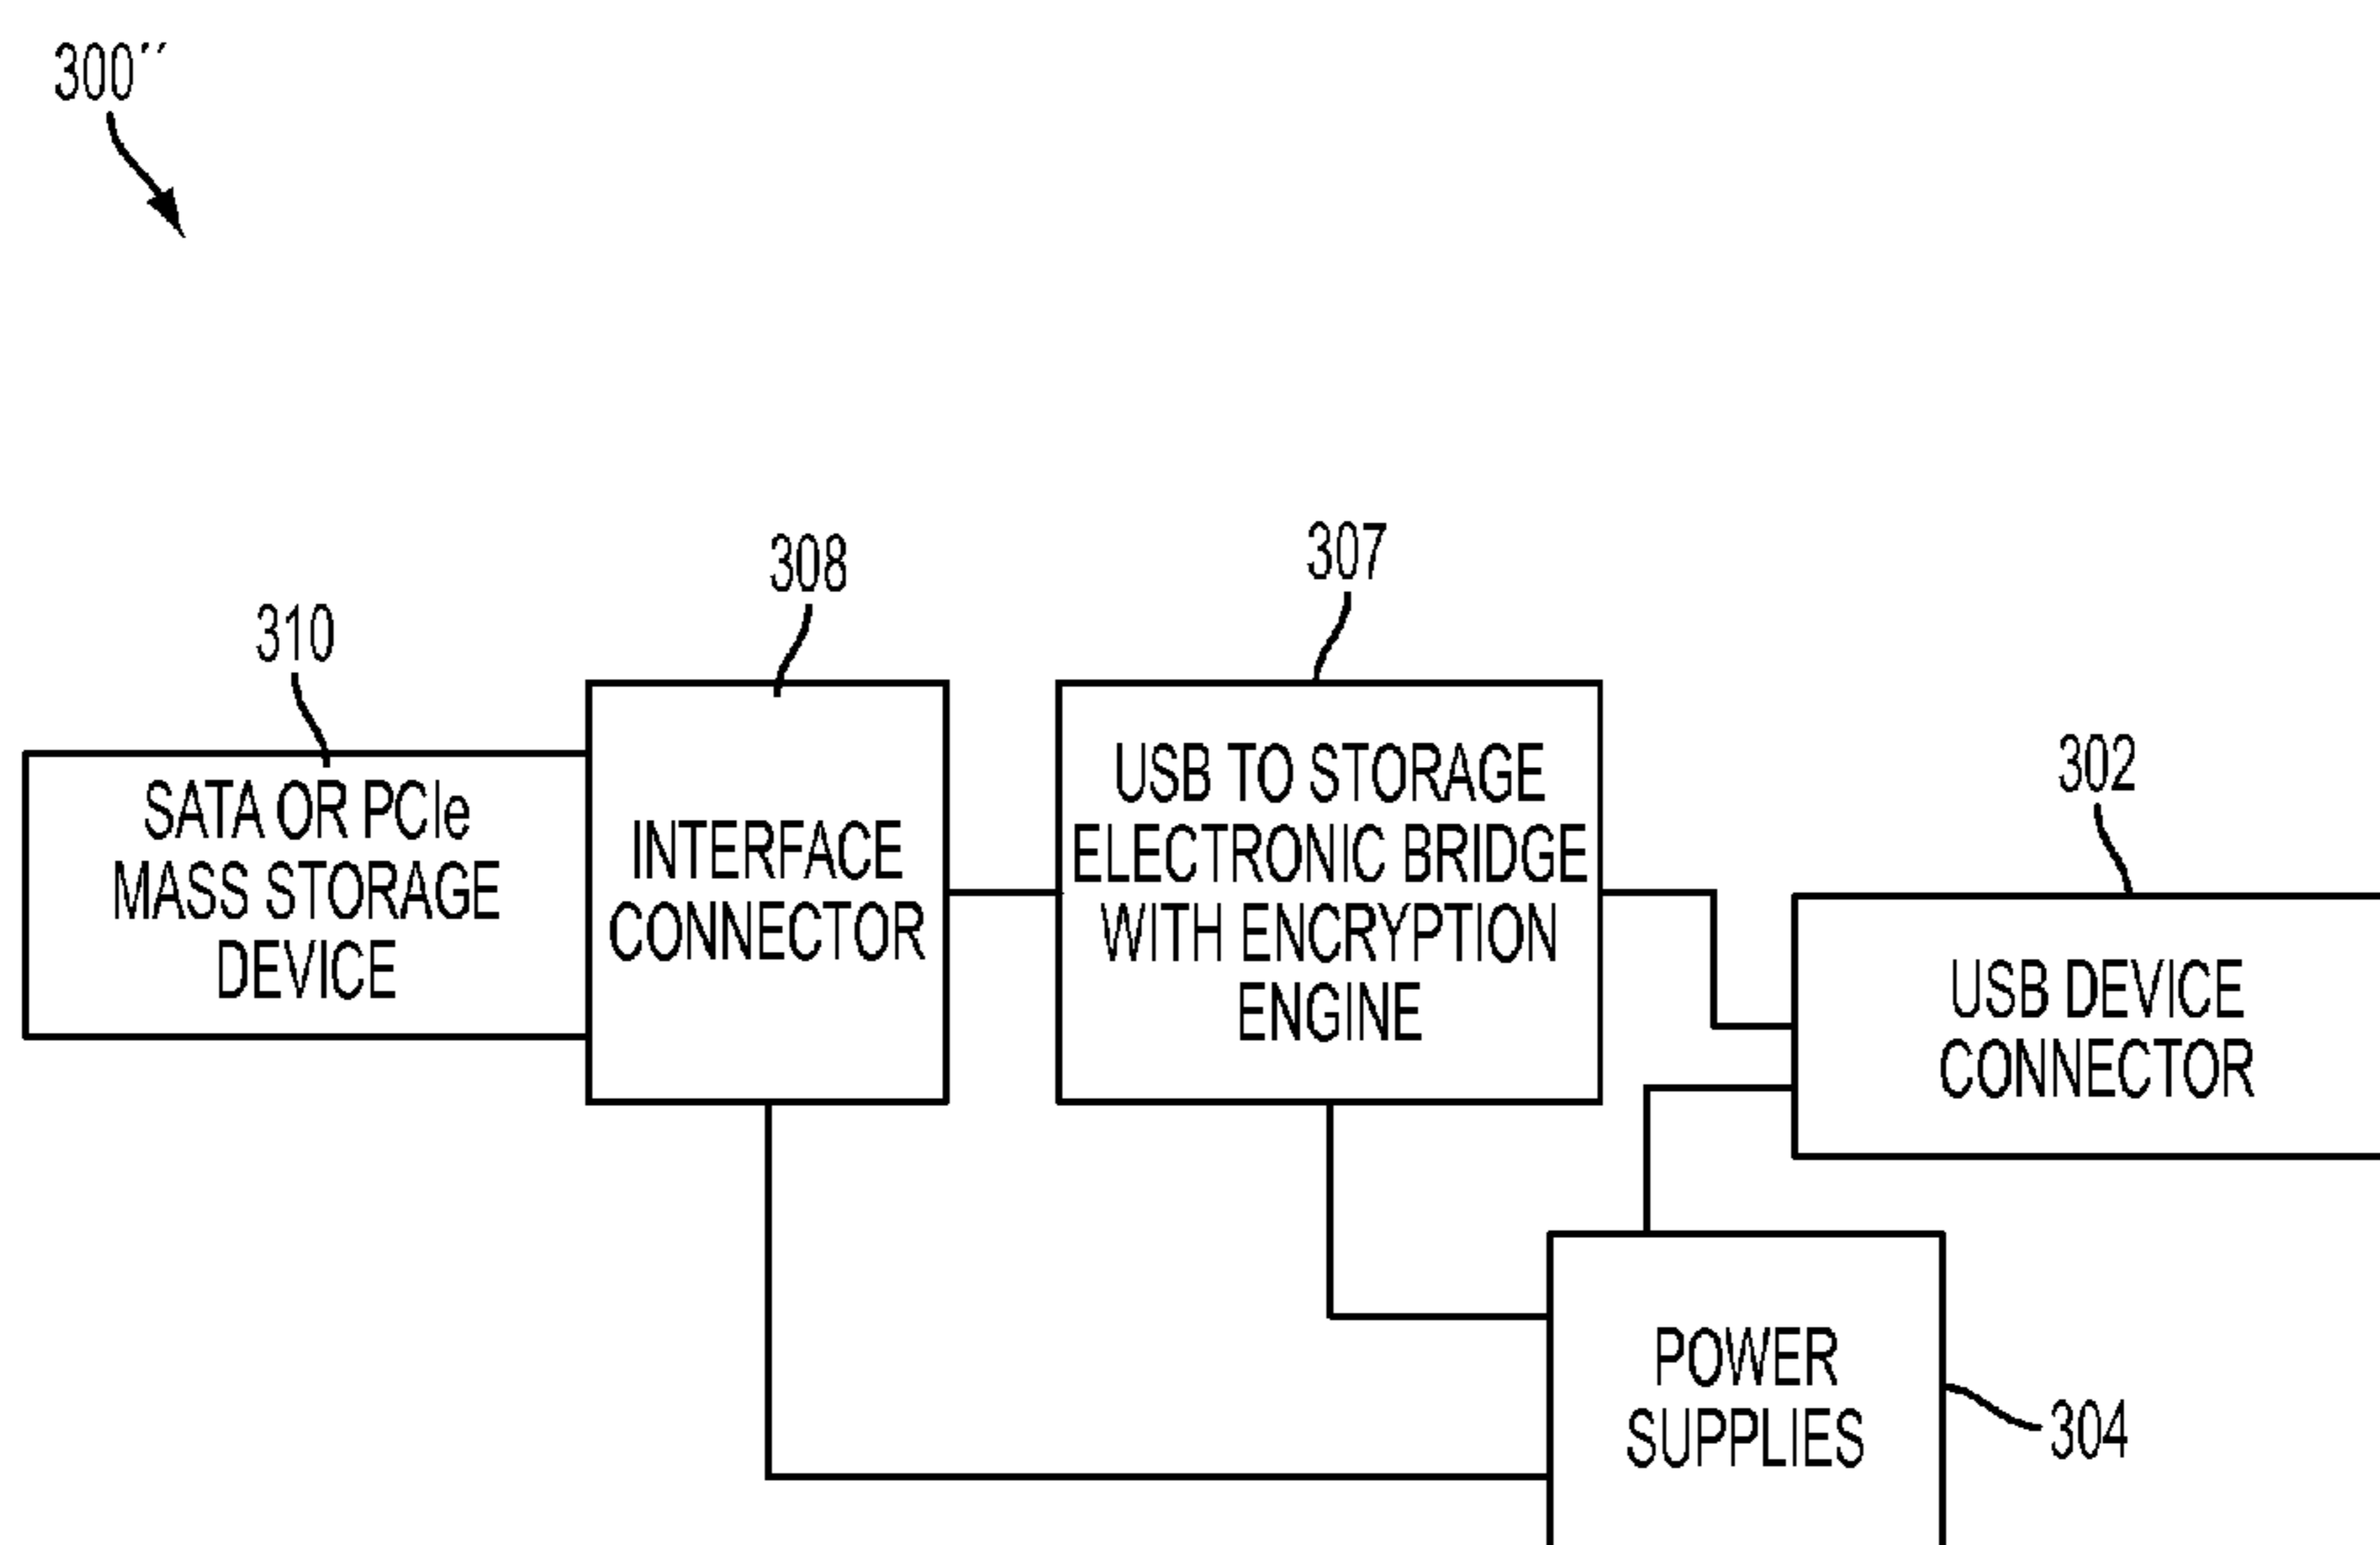 300″
308
307
310
302
SATA OR PCIe
MASS STORAGE
DEVICE
INTERFACE
CONNECTOR
USB TO STORAGE
ELECTRONIC BRIDGE
WITH ENCRYPTION
ENGINE
USB DEVICE
CONNECTOR
POWER
SUPPLIES
304